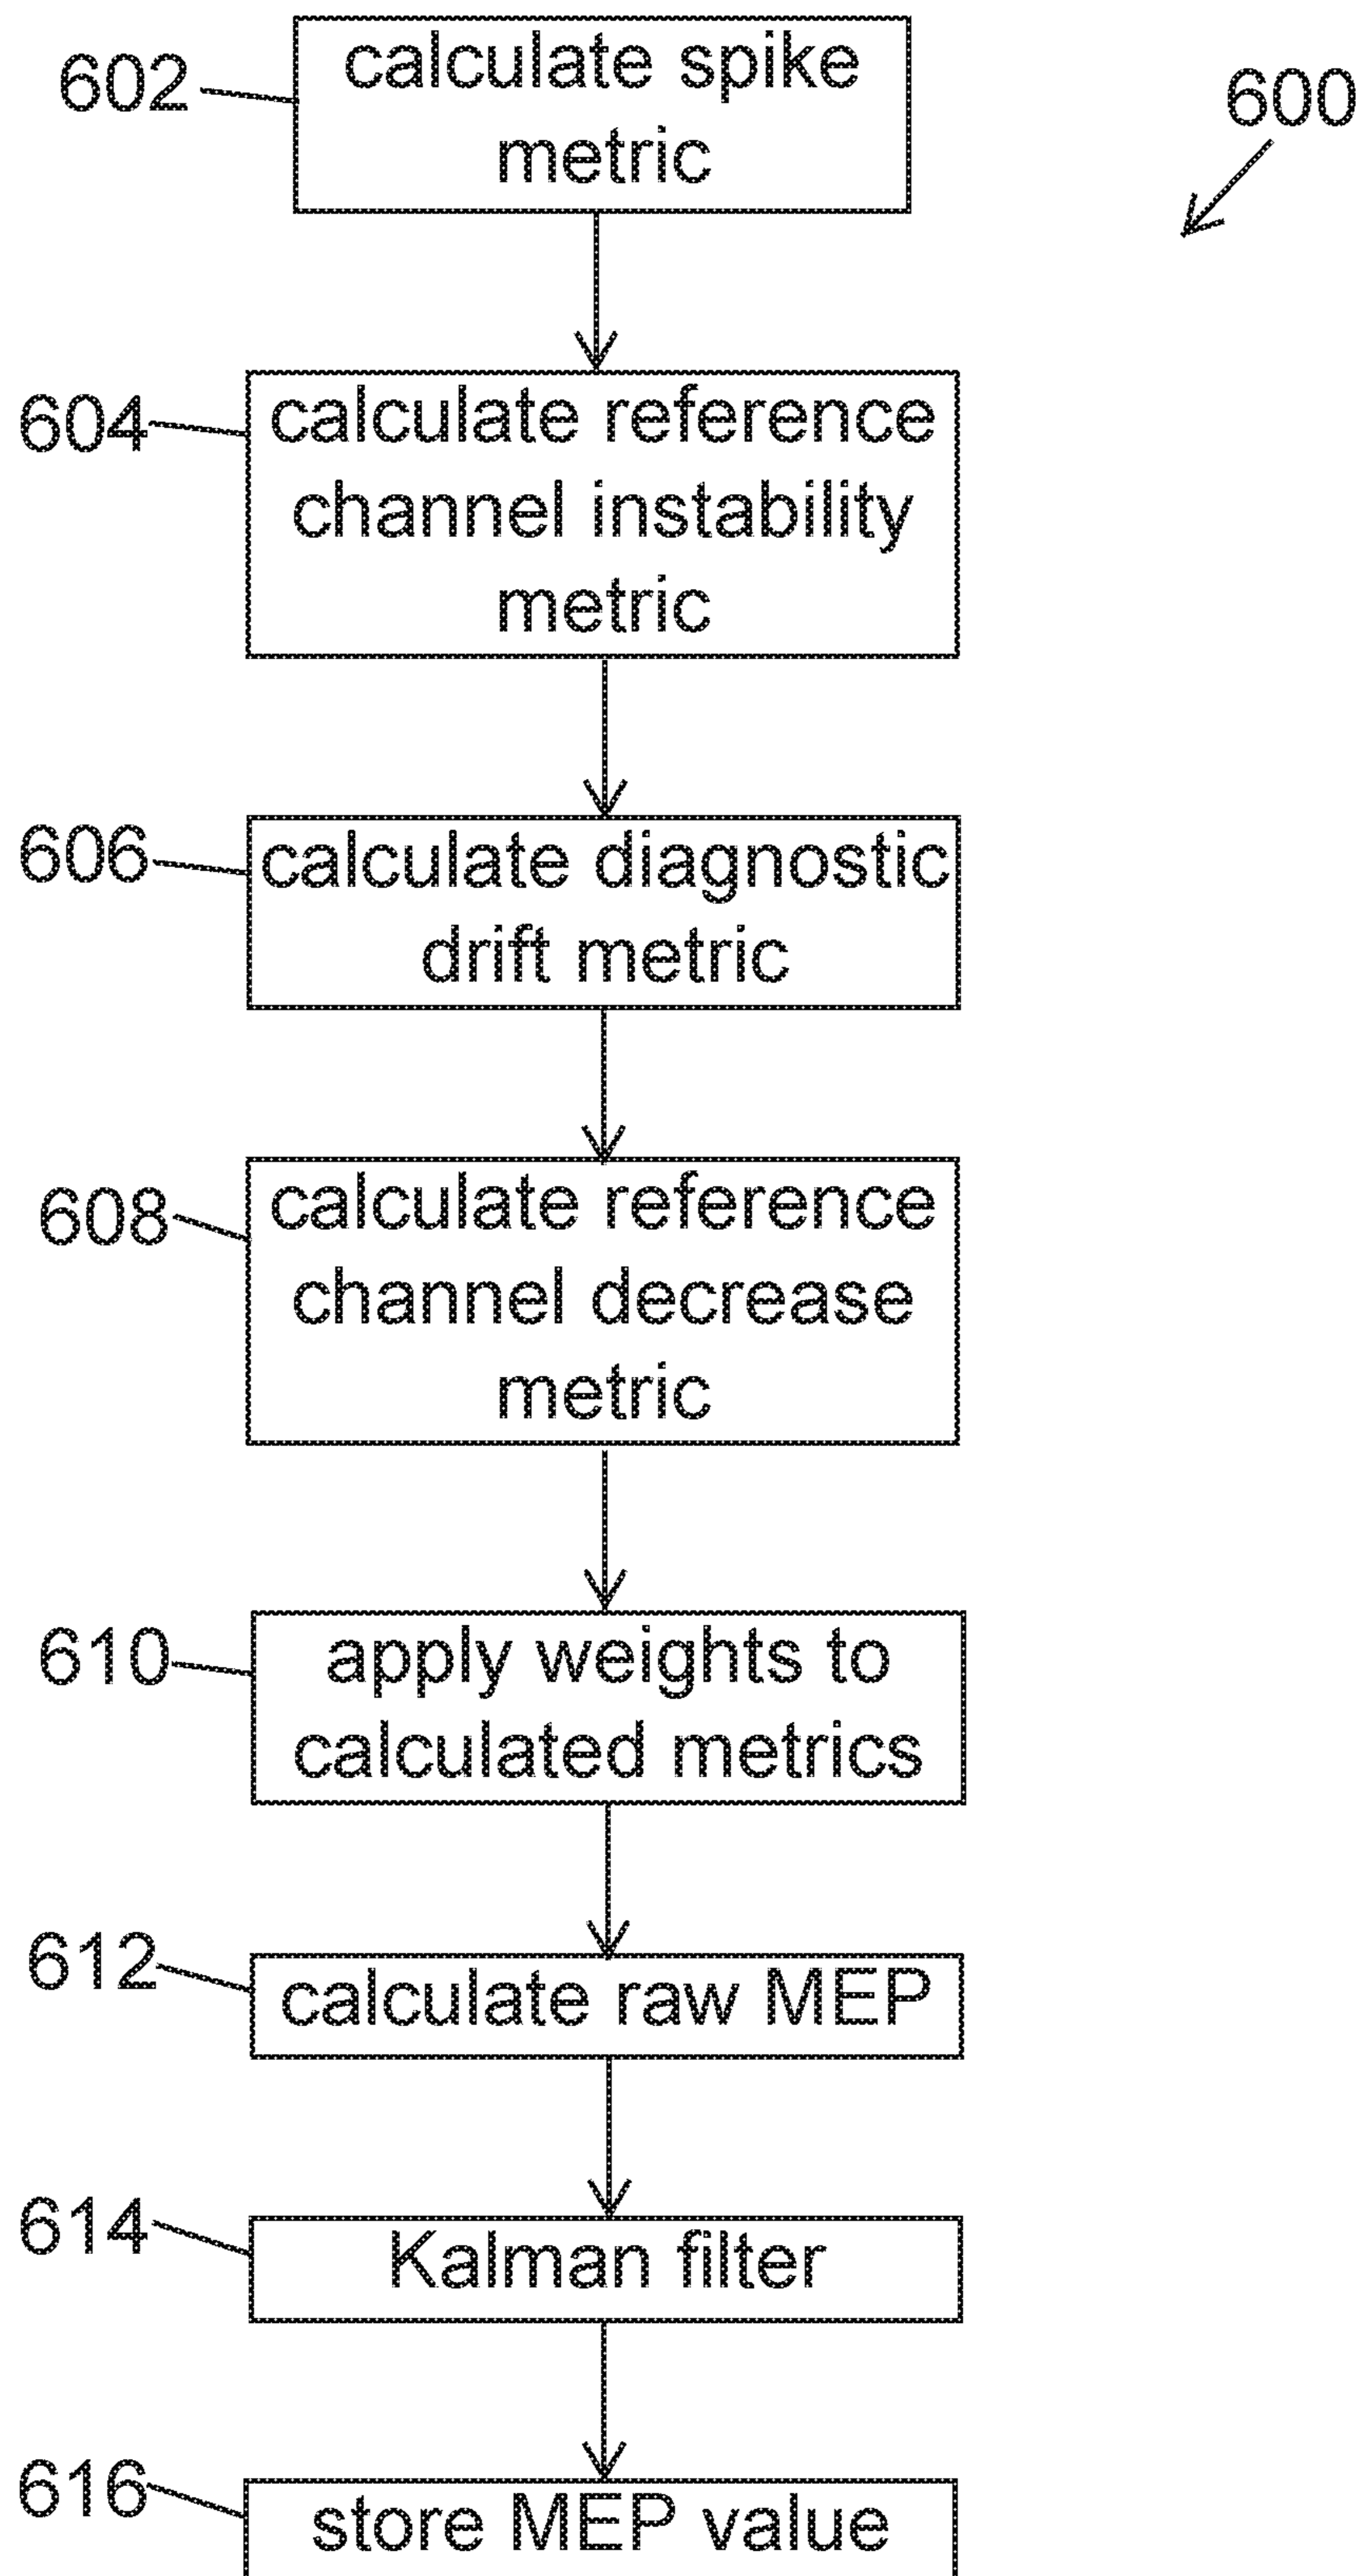 600
602
calculate spike
metric
604
calculate reference
channel instability
metric
606
calculate diagnostic
drift metric
608
calculate reference
channel decrease
metric
610
apply weights to
calculated metrics
612
calculate raw MEP
614
Kalman filter
616
store MEP value